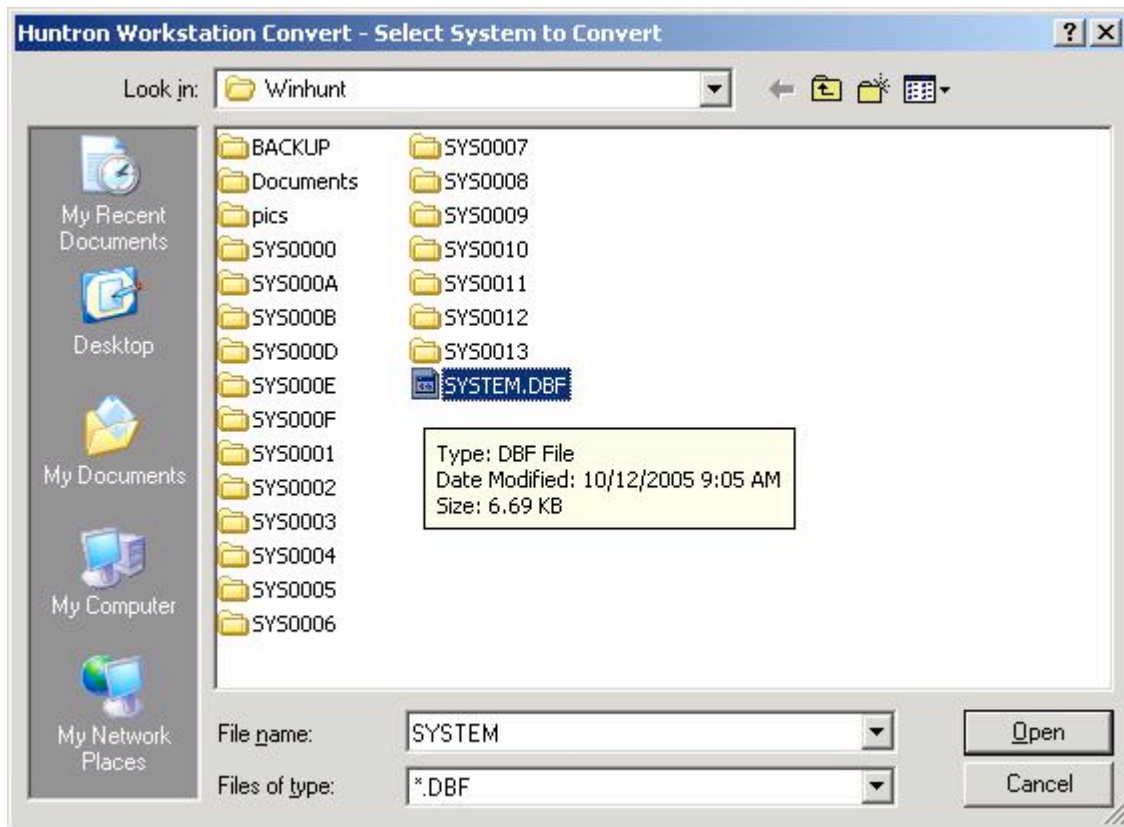 Huntron Workstation Convert - Select System to Convert
Look in:
Winhunt
My Recent
Documents
Desktop
My Documents
My Computer
My Network
Places
BACKUP
Documents
pics
SYS0000
SYS000A
SYS000B
SYS000D
SYS000E
SYS000F
SYS0001
SYS0002
SYS0003
SYS0004
SYS0005
SYS0006
SYS0007
SYS0008
SYS0009
SYS0010
SYS0011
SYS0012
SYS0013
SYSTEM.DBF
Type: DBF File
Date Modified: 10/12/2005 9:05 AM
Size: 6.69 KB
File name:
SYSTEM
Open
Files of type:
*.DBF
Cancel